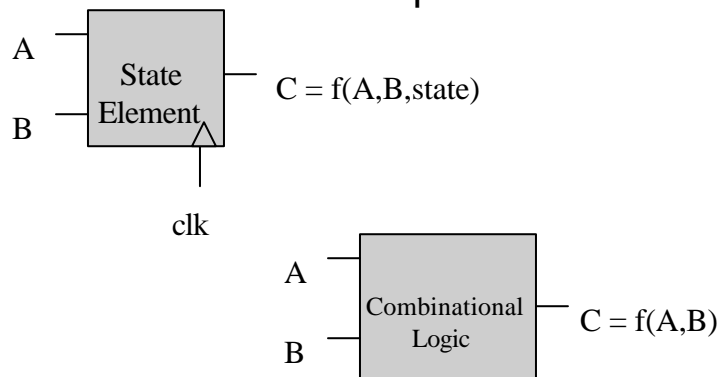 A
State
Element
C = f(A,B,state)
B
clk
A
Combinational
Logic
C = f(A,B)
B